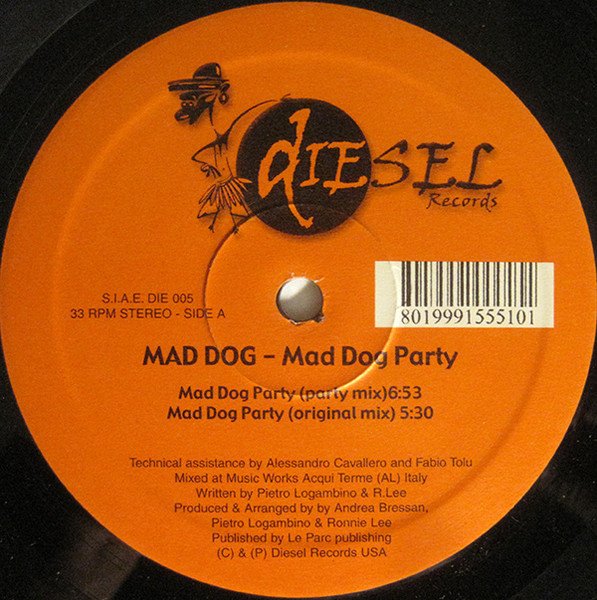 dIESEL
Records
S.I.A.E. DIE 005
33 RPM STEREO - SIDE A
8019991555101
MAD DOG – Mad Dog Party
Mad Dog Party (party mix)6:53
Mad Dog Party (original mix) 5:30
Technical assistance by Alessandro Cavallero and Fabio Tolu
Mixed at Music Works Acqui Terme (AL) Italy
Written by Pietro Logambino & R.Lee
Produced & Arranged by by Andrea Bressan,
Pietro Logambino & Ronnie Lee
Published by Le Parc publishing
(C) & (P) Diesel Records USA